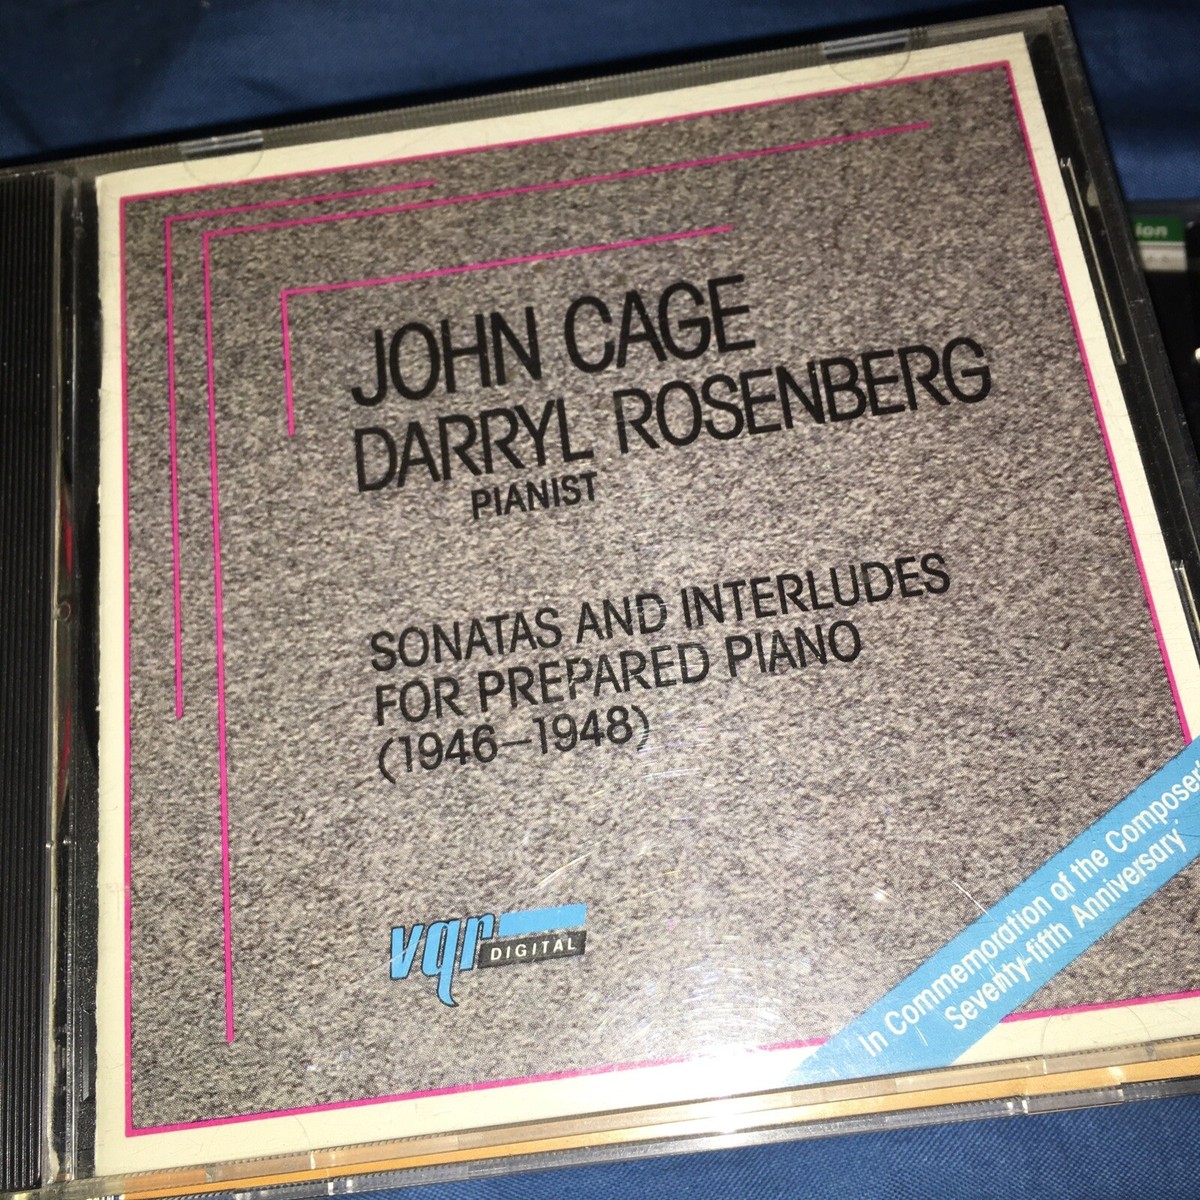 JOHN CAGE
DARRYL ROSENBERG
PIANIST
SONATAS AND INTERLUDES
FOR PREPARED PIANO
(1946–1948)
vqr DIGITAL
In Commemoration of the Composer's
Seventy-fifth Anniversary
ion